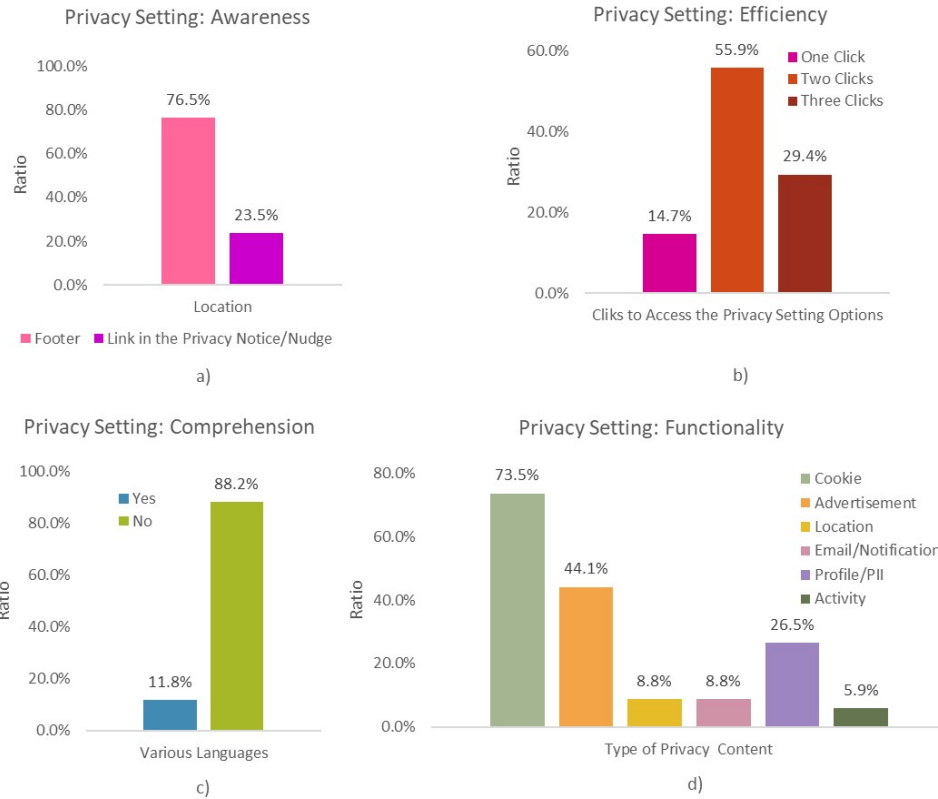 Privacy Setting: Awareness
100.0%
80.0%
60.0%
40.0%
20.0%
0.0%
Ratio
76.5%
23.5%
Location
Footer Link in the Privacy Notice/Nudge
a)
Privacy Setting: Efficiency
60.0%
40.0%
20.0%
0.0%
Ratio
14.7%
55.9%
29.4%
One Click
Two Clicks
Three Clicks
Cliks to Access the Privacy Setting Options
b)
Privacy Setting: Comprehension
100.0%
80.0%
60.0%
40.0%
20.0%
0.0%
Ratio
Yes
No
11.8%
88.2%
Various Languages
c)
Privacy Setting: Functionality
80.0%
60.0%
40.0%
20.0%
0.0%
Ratio
73.5%
44.1%
8.8%
8.8%
26.5%
5.9%
Cookie
Advertisement
Location
Email/Notification
Profile/PII
Activity
Type of Privacy Content
d)